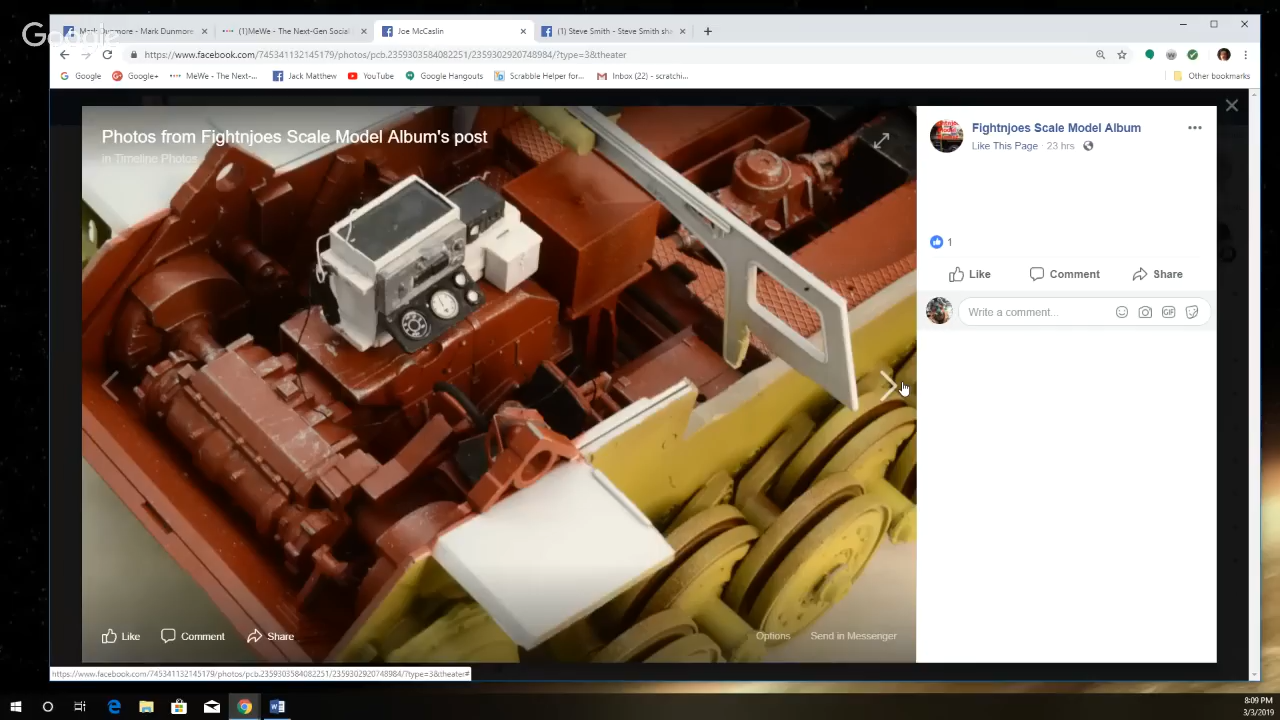 Google
Mark Dunmore - Mark Dunmore
(1)MeWe - The Next-Gen Social
Joe McCaslin
(1) Steve Smith - Steve Smith sha
https://www.facebook.com/745341132145179/photos/pcb.2359303584082251/2359302920748984/?type=3&theater
Google
Google+
MeWe - The Next-...
Jack Matthew
YouTube
Google Hangouts
Scrabble Helper for...
Inbox (22) - scratchi...
Other bookmarks
Photos from Fightnjoes Scale Model Album's post
in Timeline Photos
Fightnjoes Scale Model Album
Like This Page · 23 hrs ·
1
Like
Comment
Share
Write a comment...
GIF
Like
Comment
Share
Options
Send in Messenger
https://www.facebook.com/745341132145179/photos/pcb.2359303584082251/2359302920748984/?type=3&theater#
8:09 PM
3/3/2019